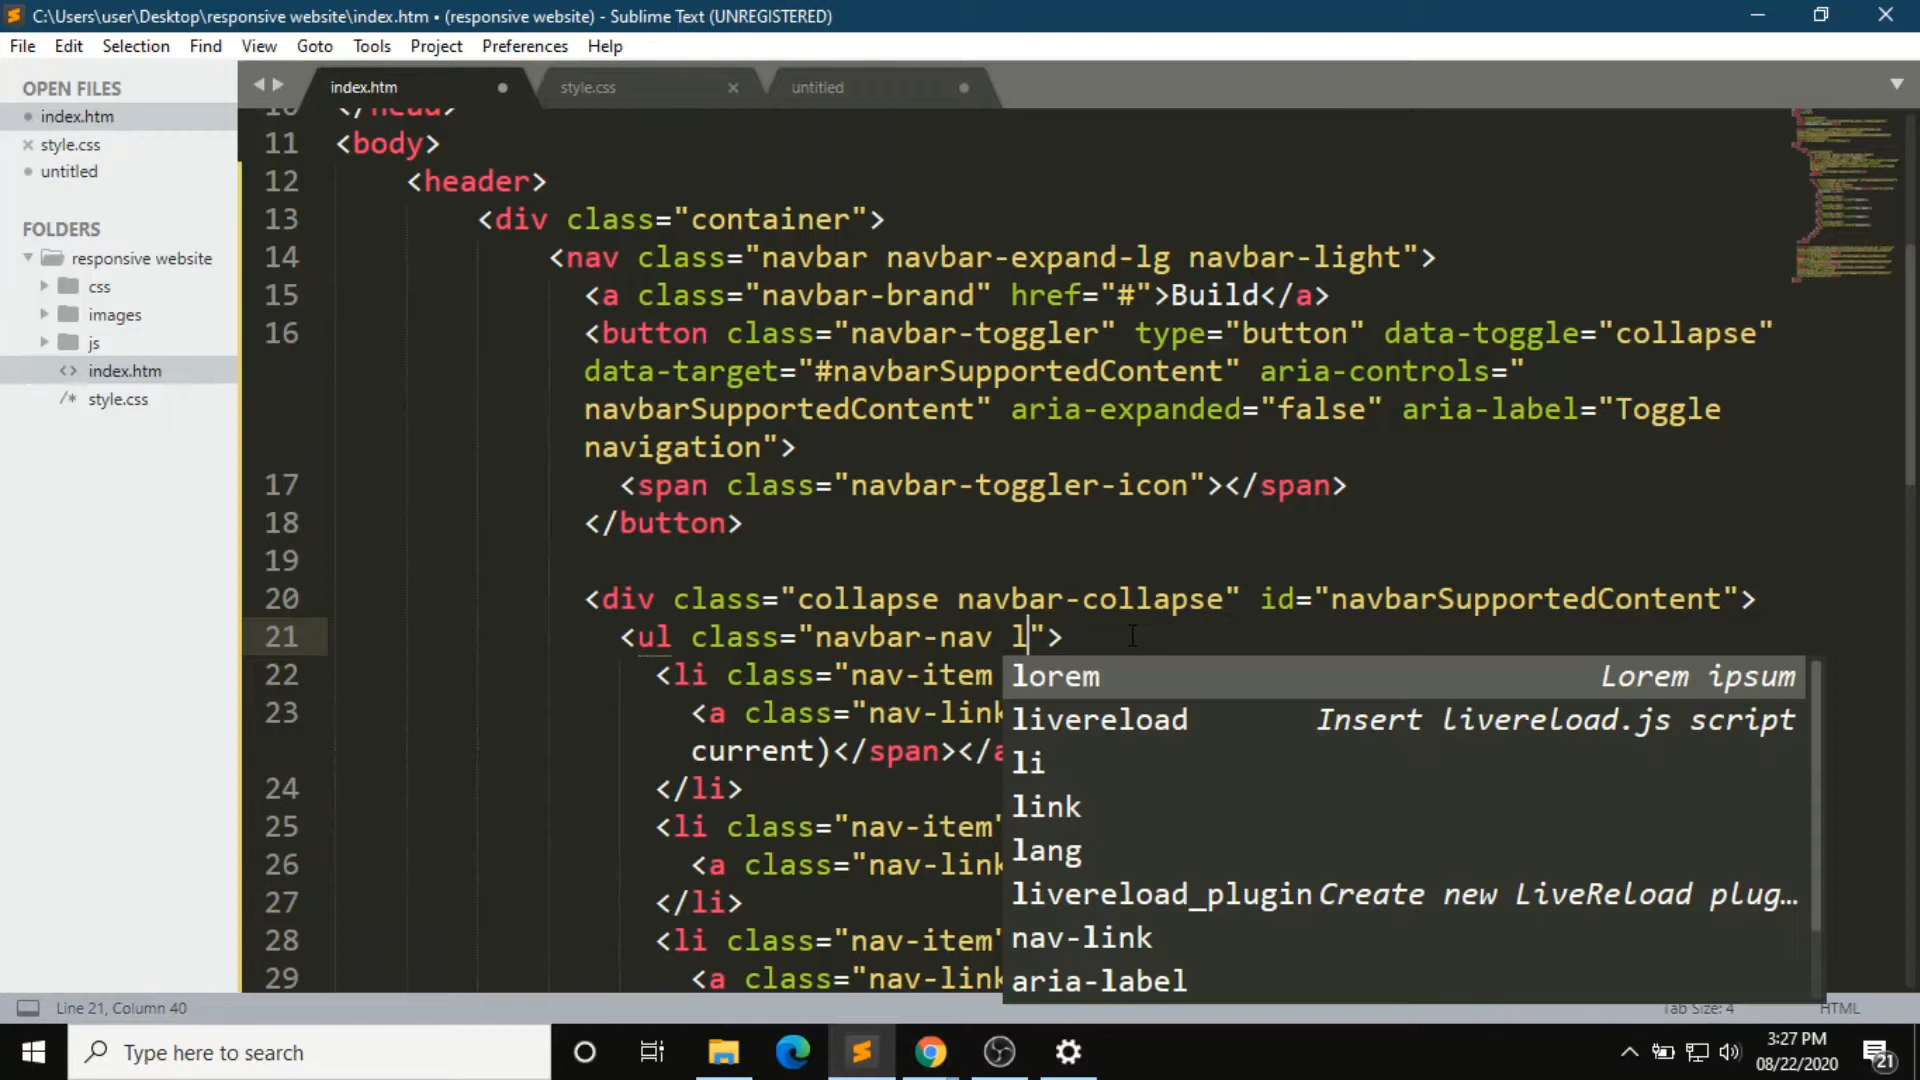 C:\Users\user\Desktop\responsive website\index.htm • (responsive website) - Sublime Text (UNREGISTERED)
File Edit Selection Find View Goto Tools Project Preferences Help
OPEN FILES
index.htm
style.css
untitled
FOLDERS
responsive website
css
images
js
<> index.htm
/* style.css
index.htm style.css untitled
10 </head>
11 <body>
12 <header>
13 <div class="container">
14 <nav class="navbar navbar-expand-lg navbar-light">
15 <a class="navbar-brand" href="#">Build</a>
16 <button class="navbar-toggler" type="button" data-toggle="collapse"
data-target="#navbarSupportedContent" aria-controls="
navbarSupportedContent" aria-expanded="false" aria-label="Toggle
navigation">
17 <span class="navbar-toggler-icon"></span>
18 </button>
19
20 <div class="collapse navbar-collapse" id="navbarSupportedContent">
21 <ul class="navbar-nav l">
22 <li class="nav-item
23 <a class="nav-link
current)</span></a
24 </li>
25 <li class="nav-item"
26 <a class="nav-link
27 </li>
28 <li class="nav-item"
29 <a class="nav-link
lorem Lorem ipsum
livereload Insert livereload.js script
li
link
lang
livereload_plugin Create new LiveReload plug…
nav-link
aria-label
Line 21, Column 40 Tab Size: 4 HTML
Type here to search
3:27 PM
08/22/2020
21